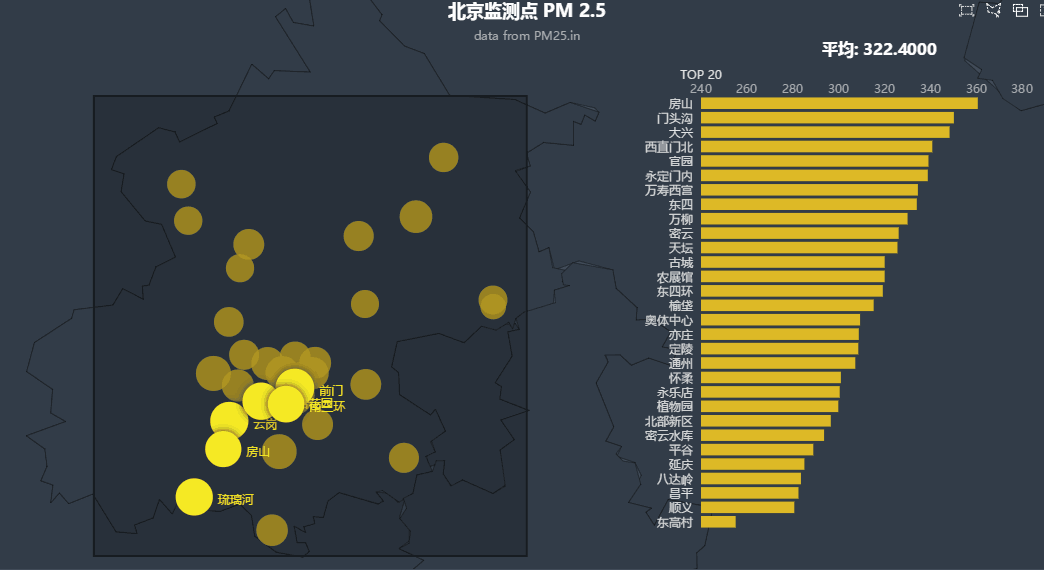 北京监测点 PM 2.5
data from PM25.in
平均: 322.4000
TOP 20
240 260 280 300 320 340 360 380
房山
门头沟
大兴
西直门北
官园
永定门内
万寿西宫
东四
万柳
密云
天坛
古城
农展馆
东四环
榆垡
奥体中心
亦庄
定陵
通州
怀柔
永乐店
植物园
北部新区
密云水库
平谷
延庆
八达岭
昌平
顺义
东高村
前门
南三环
云岗
房山
琉璃河